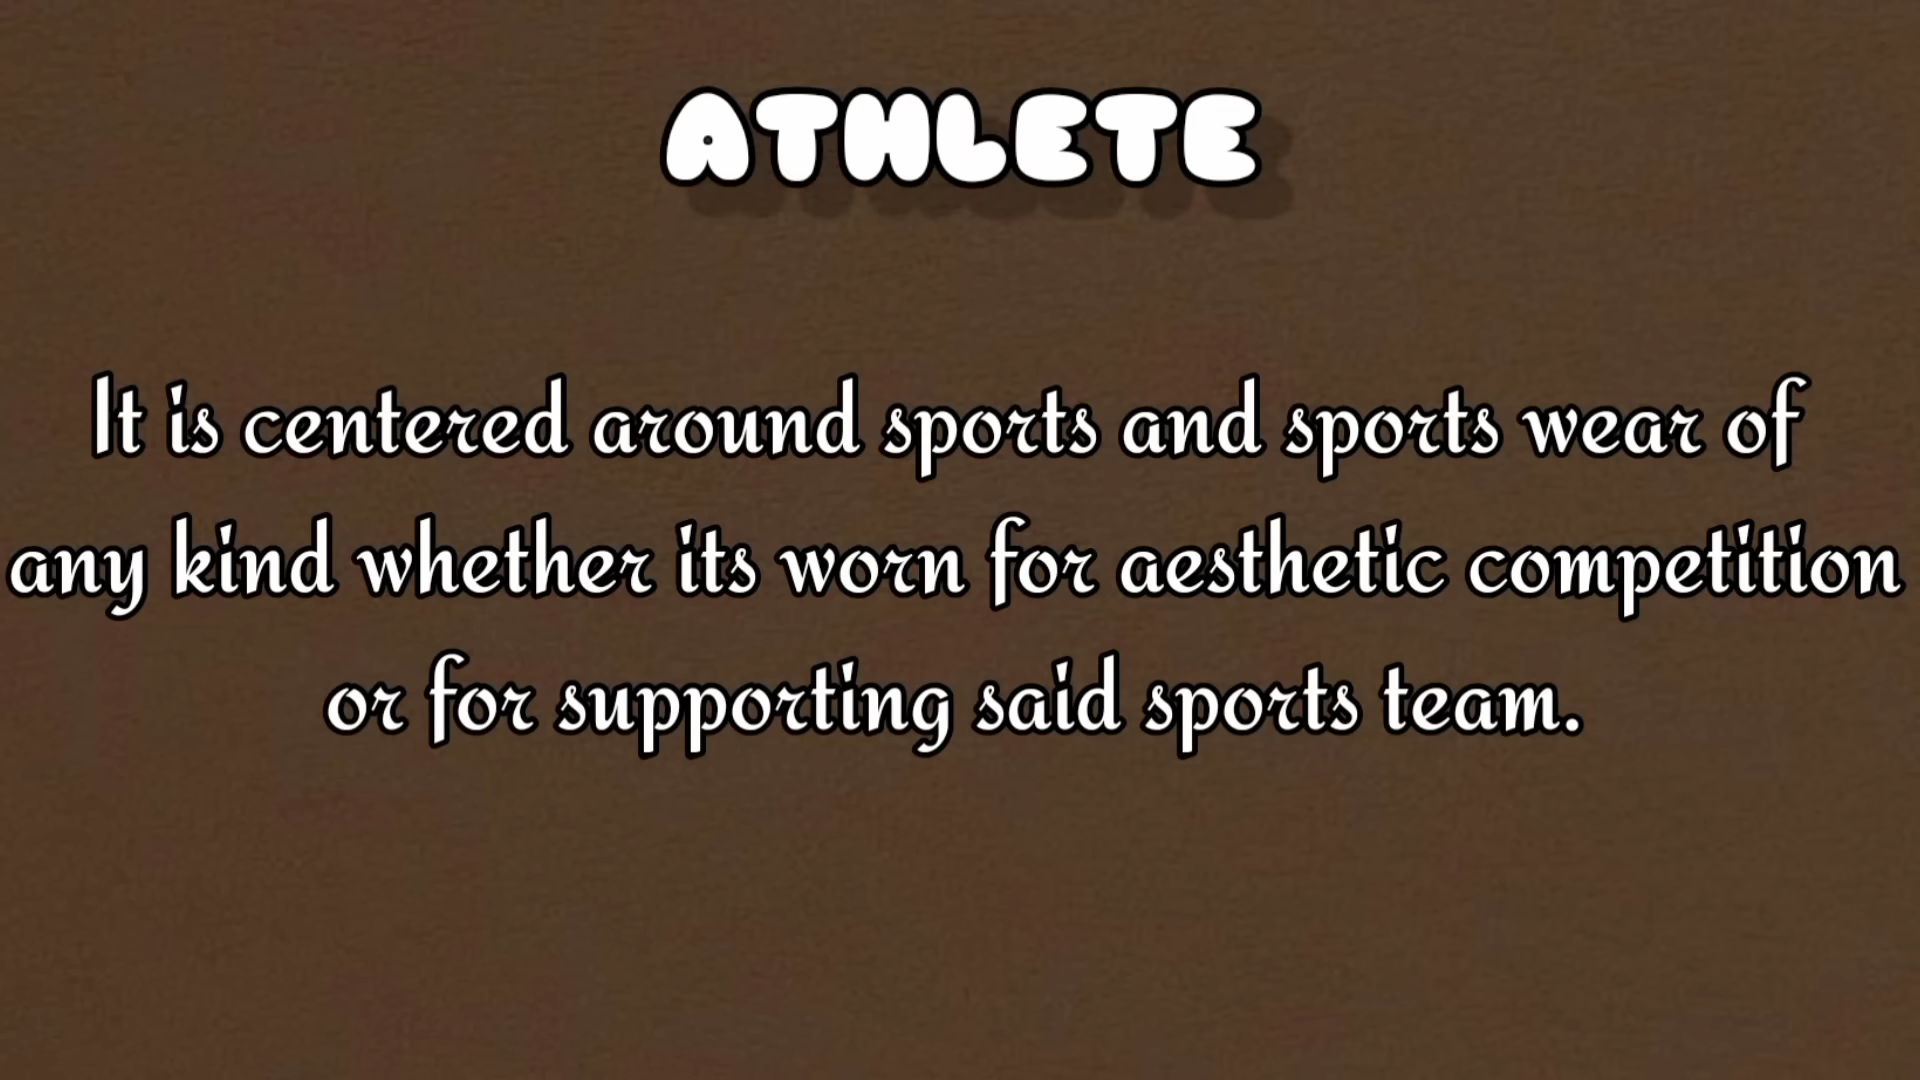 ATHLETE
It is centered around sports and sports wear of
any kind whether its worn for aesthetic competition
or for supporting said sports team.